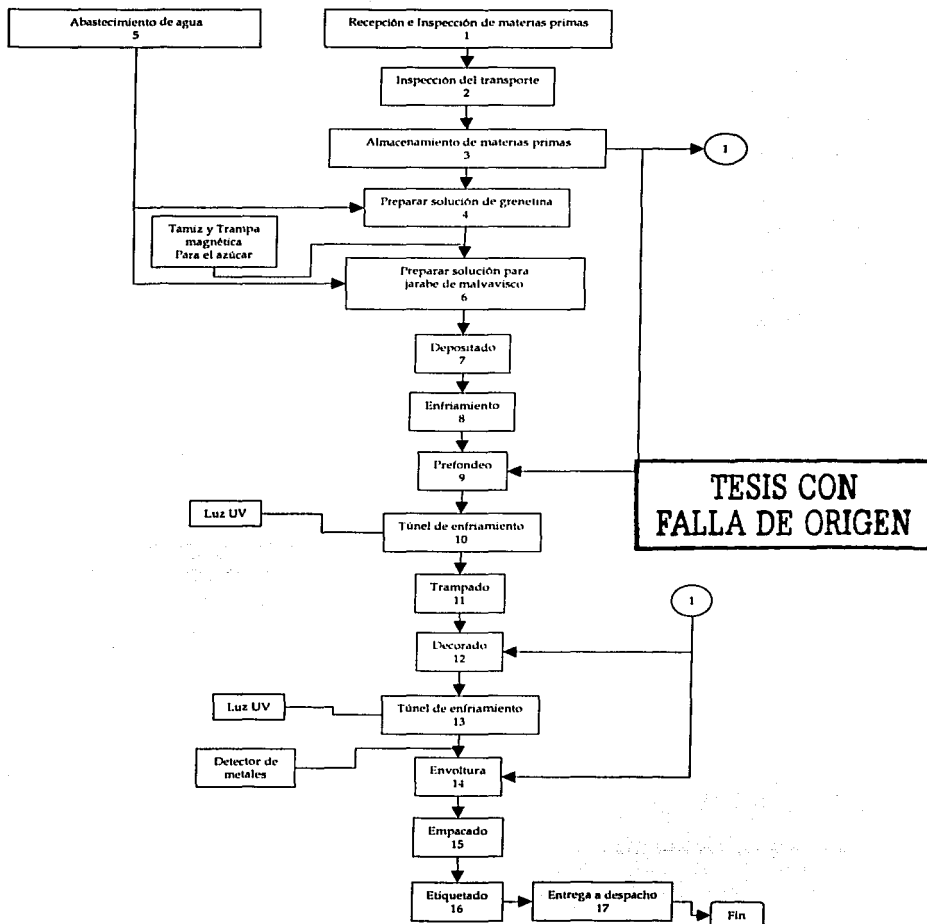 Abastecimiento de agua
5
Recepción e Inspección de materias primas
1
Inspección del transporte
2
Almacenamiento de materias primas
3
1
Preparar solución de grenetina
4
Tamiz y Trampa
magnética
Para el azúcar
Preparar solución para
jarabe de malvavisco
6
Depositado
7
Enfriamiento
8
Prefondeo
9
TESIS CON
FALLA DE ORIGEN
Luz UV
Túnel de enfriamiento
10
Trampado
11
1
Decorado
12
Luz UV
Túnel de enfriamiento
13
Detector de
metales
Envoltura
14
Empacado
15
Etiquetado
16
Entrega a despacho
17
Fin